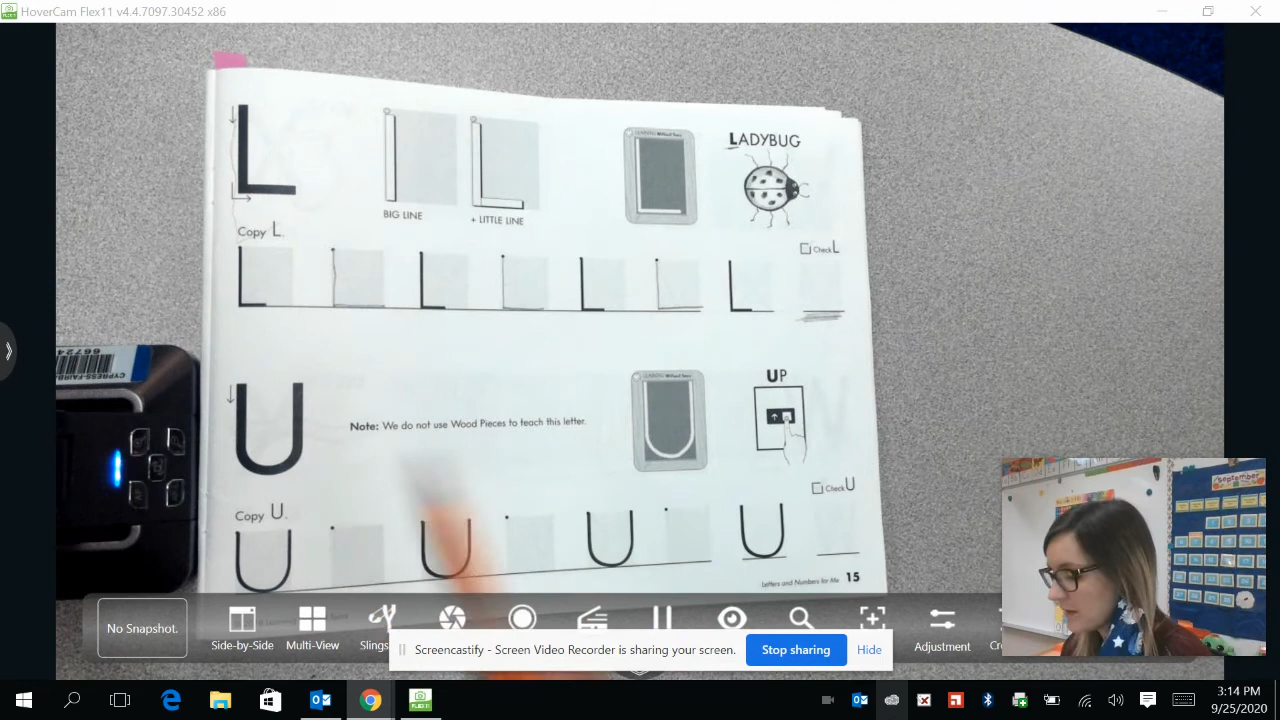 HoverCam Flex11 v4.4.7097.30452 x86
LADYBUG
BIG LINE
+ LITTLE LINE
Copy L.
Check L
L L L L
UP
Note: We do not use Wood Pieces to teach this letter.
Check U
Copy U.
U U U U
Letters and Numbers for Me 15
September
No Snapshot.
Side-by-Side
Multi-View
Adjustment
Screencastify - Screen Video Recorder is sharing your screen.
Stop sharing
Hide
3:14 PM
9/25/2020